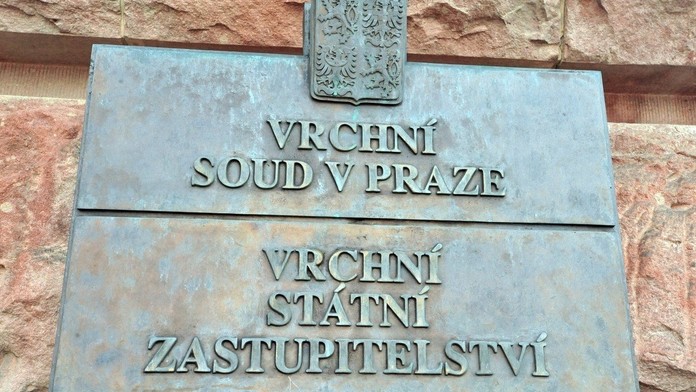 VRCHNÍ
SOUD V PRAZE
VRCHNÍ
STÁTNÍ
ZASTUPITELSTVÍ